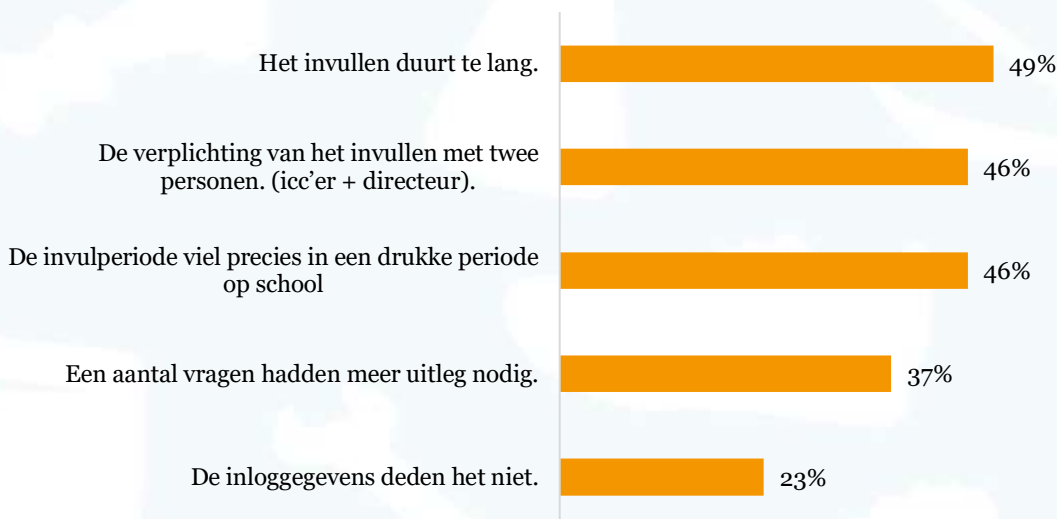 Het invullen duurt te lang.
49%
De verplichting van het invullen met twee
personen. (icc’er + directeur).
46%
De invulperiode viel precies in een drukke periode
op school
46%
Een aantal vragen hadden meer uitleg nodig.
37%
De inloggegevens deden het niet.
23%